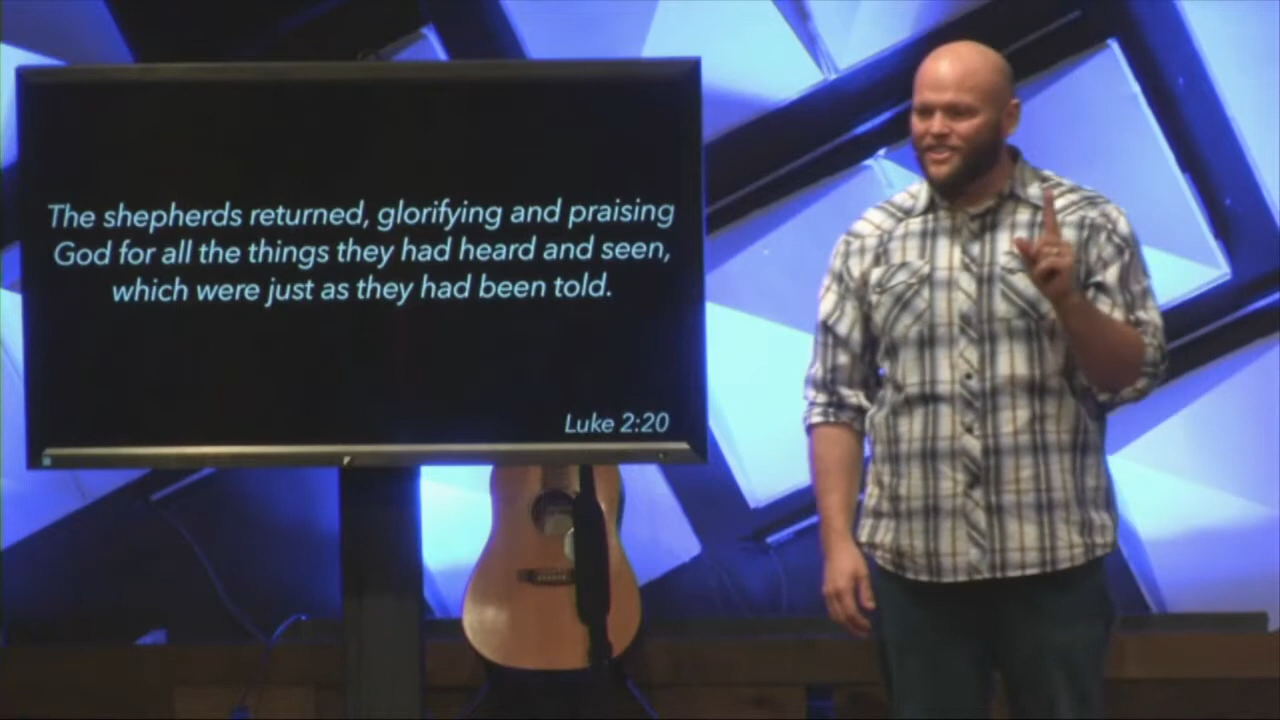 The shepherds returned, glorifying and praising
God for all the things they had heard and seen,
which were just as they had been told.
Luke 2:20